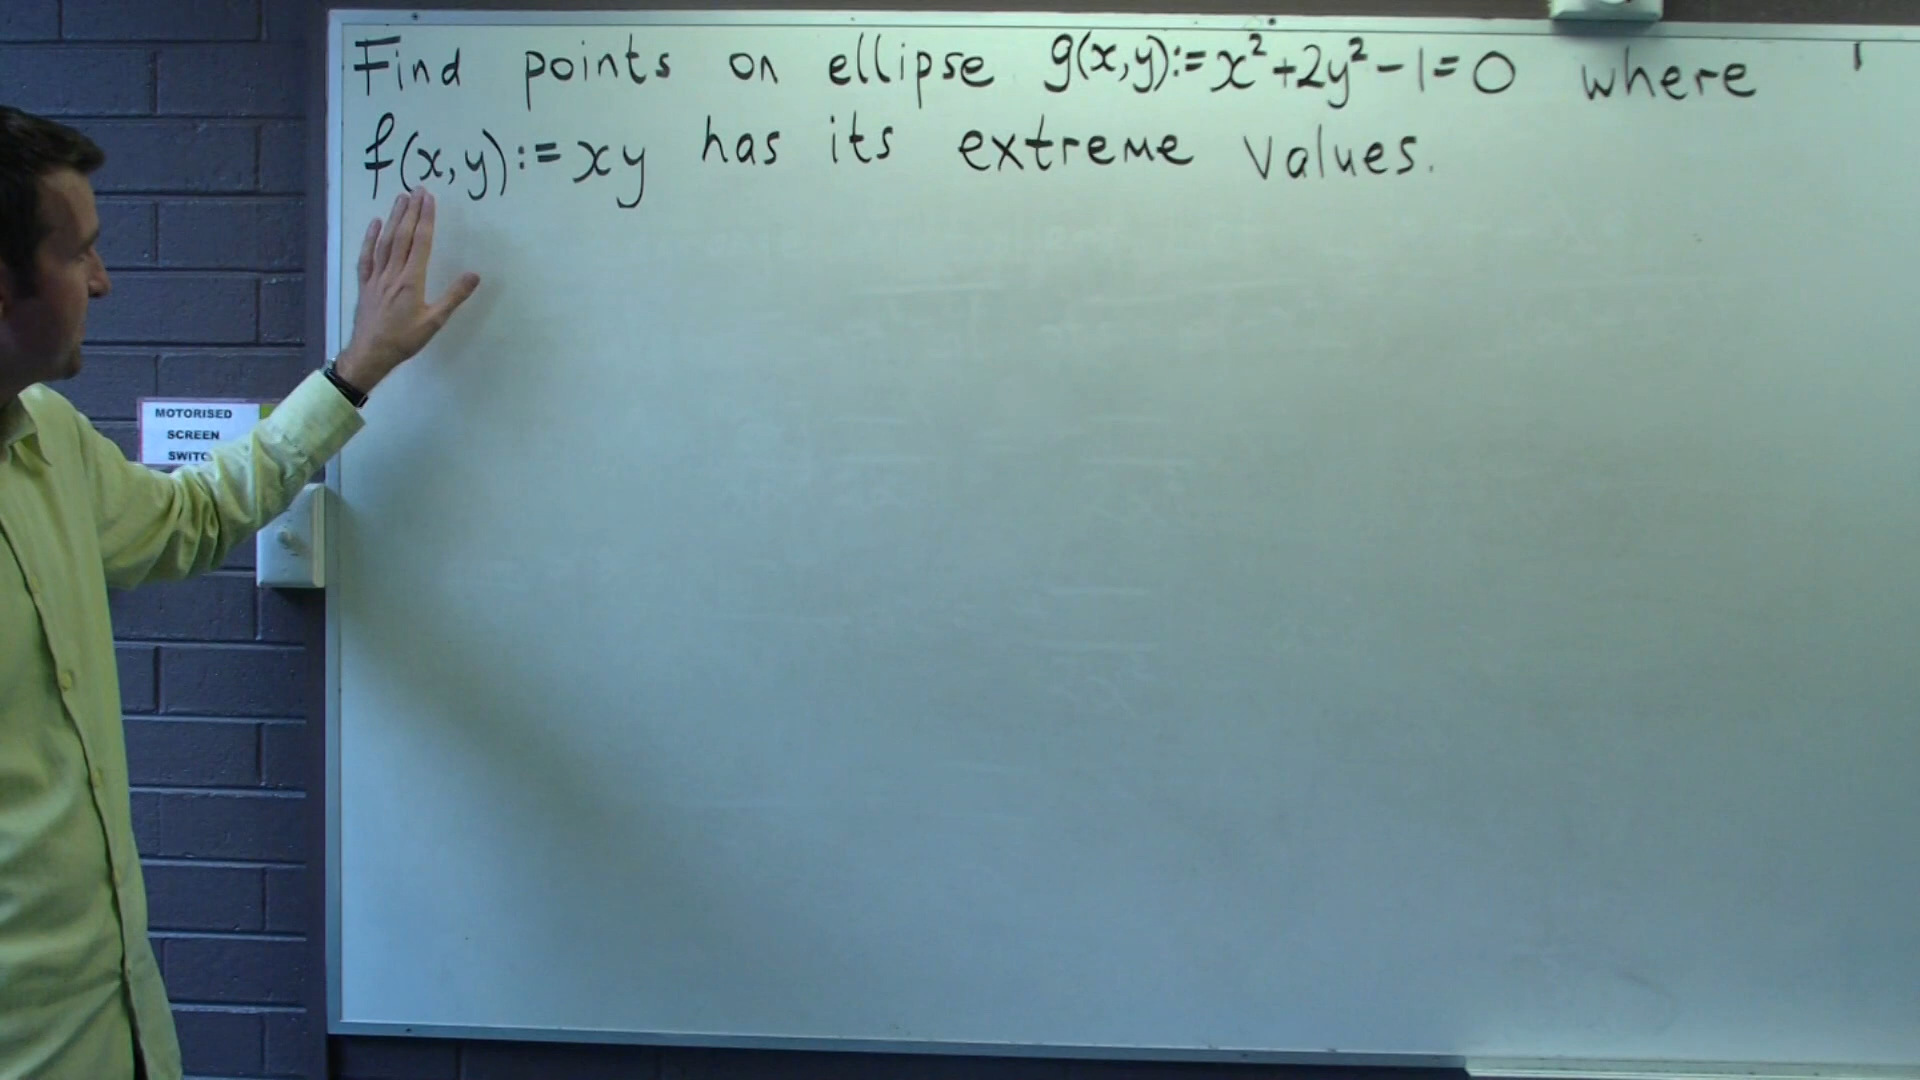 Find points on ellipse g(x,y):=x²+2y²-1=0 where
f(x,y):=xy has its extreme values.
MOTORISED
SCREEN